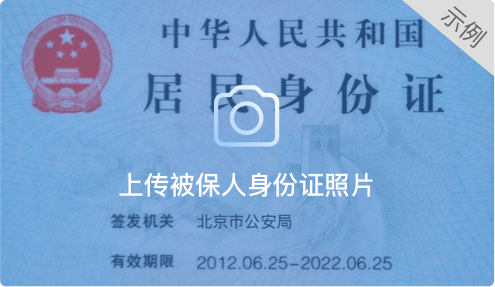 示例
中华人民共和国
居民身份证
上传被保人身份证照片
签发机关 北京市公安局
有效期限 2012.06.25-2022.06.25